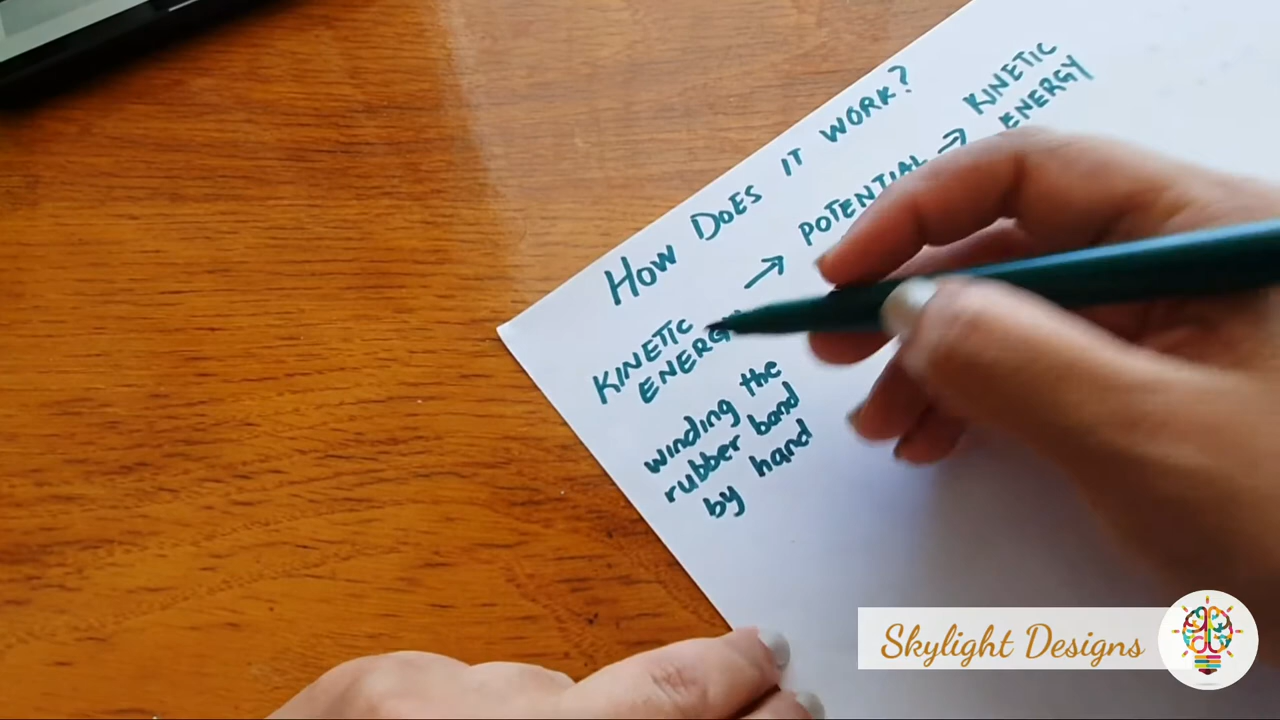 HOW DOES IT WORK?
KINETIC
ENERGY
→ POTENTIAL →
KINETIC
ENERGY
winding the
rubber band
by hand
Skylight Designs